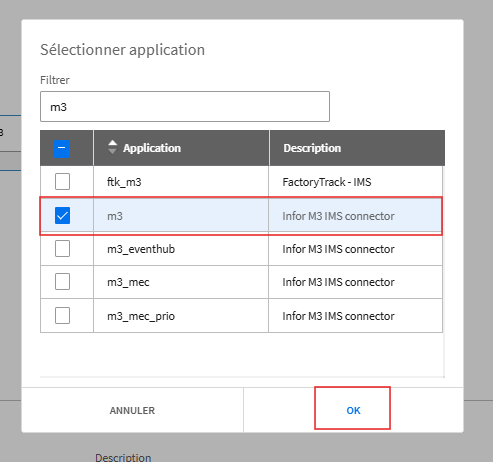 Sélectionner application
Filtrer
m3
3
Application Description
ftk_m3 FactoryTrack - IMS
m3 Infor M3 IMS connector
m3_eventhub Infor M3 IMS connector
m3_mec Infor M3 IMS connector
m3_mec_prio Infor M3 IMS connector
ANNULER OK
Description